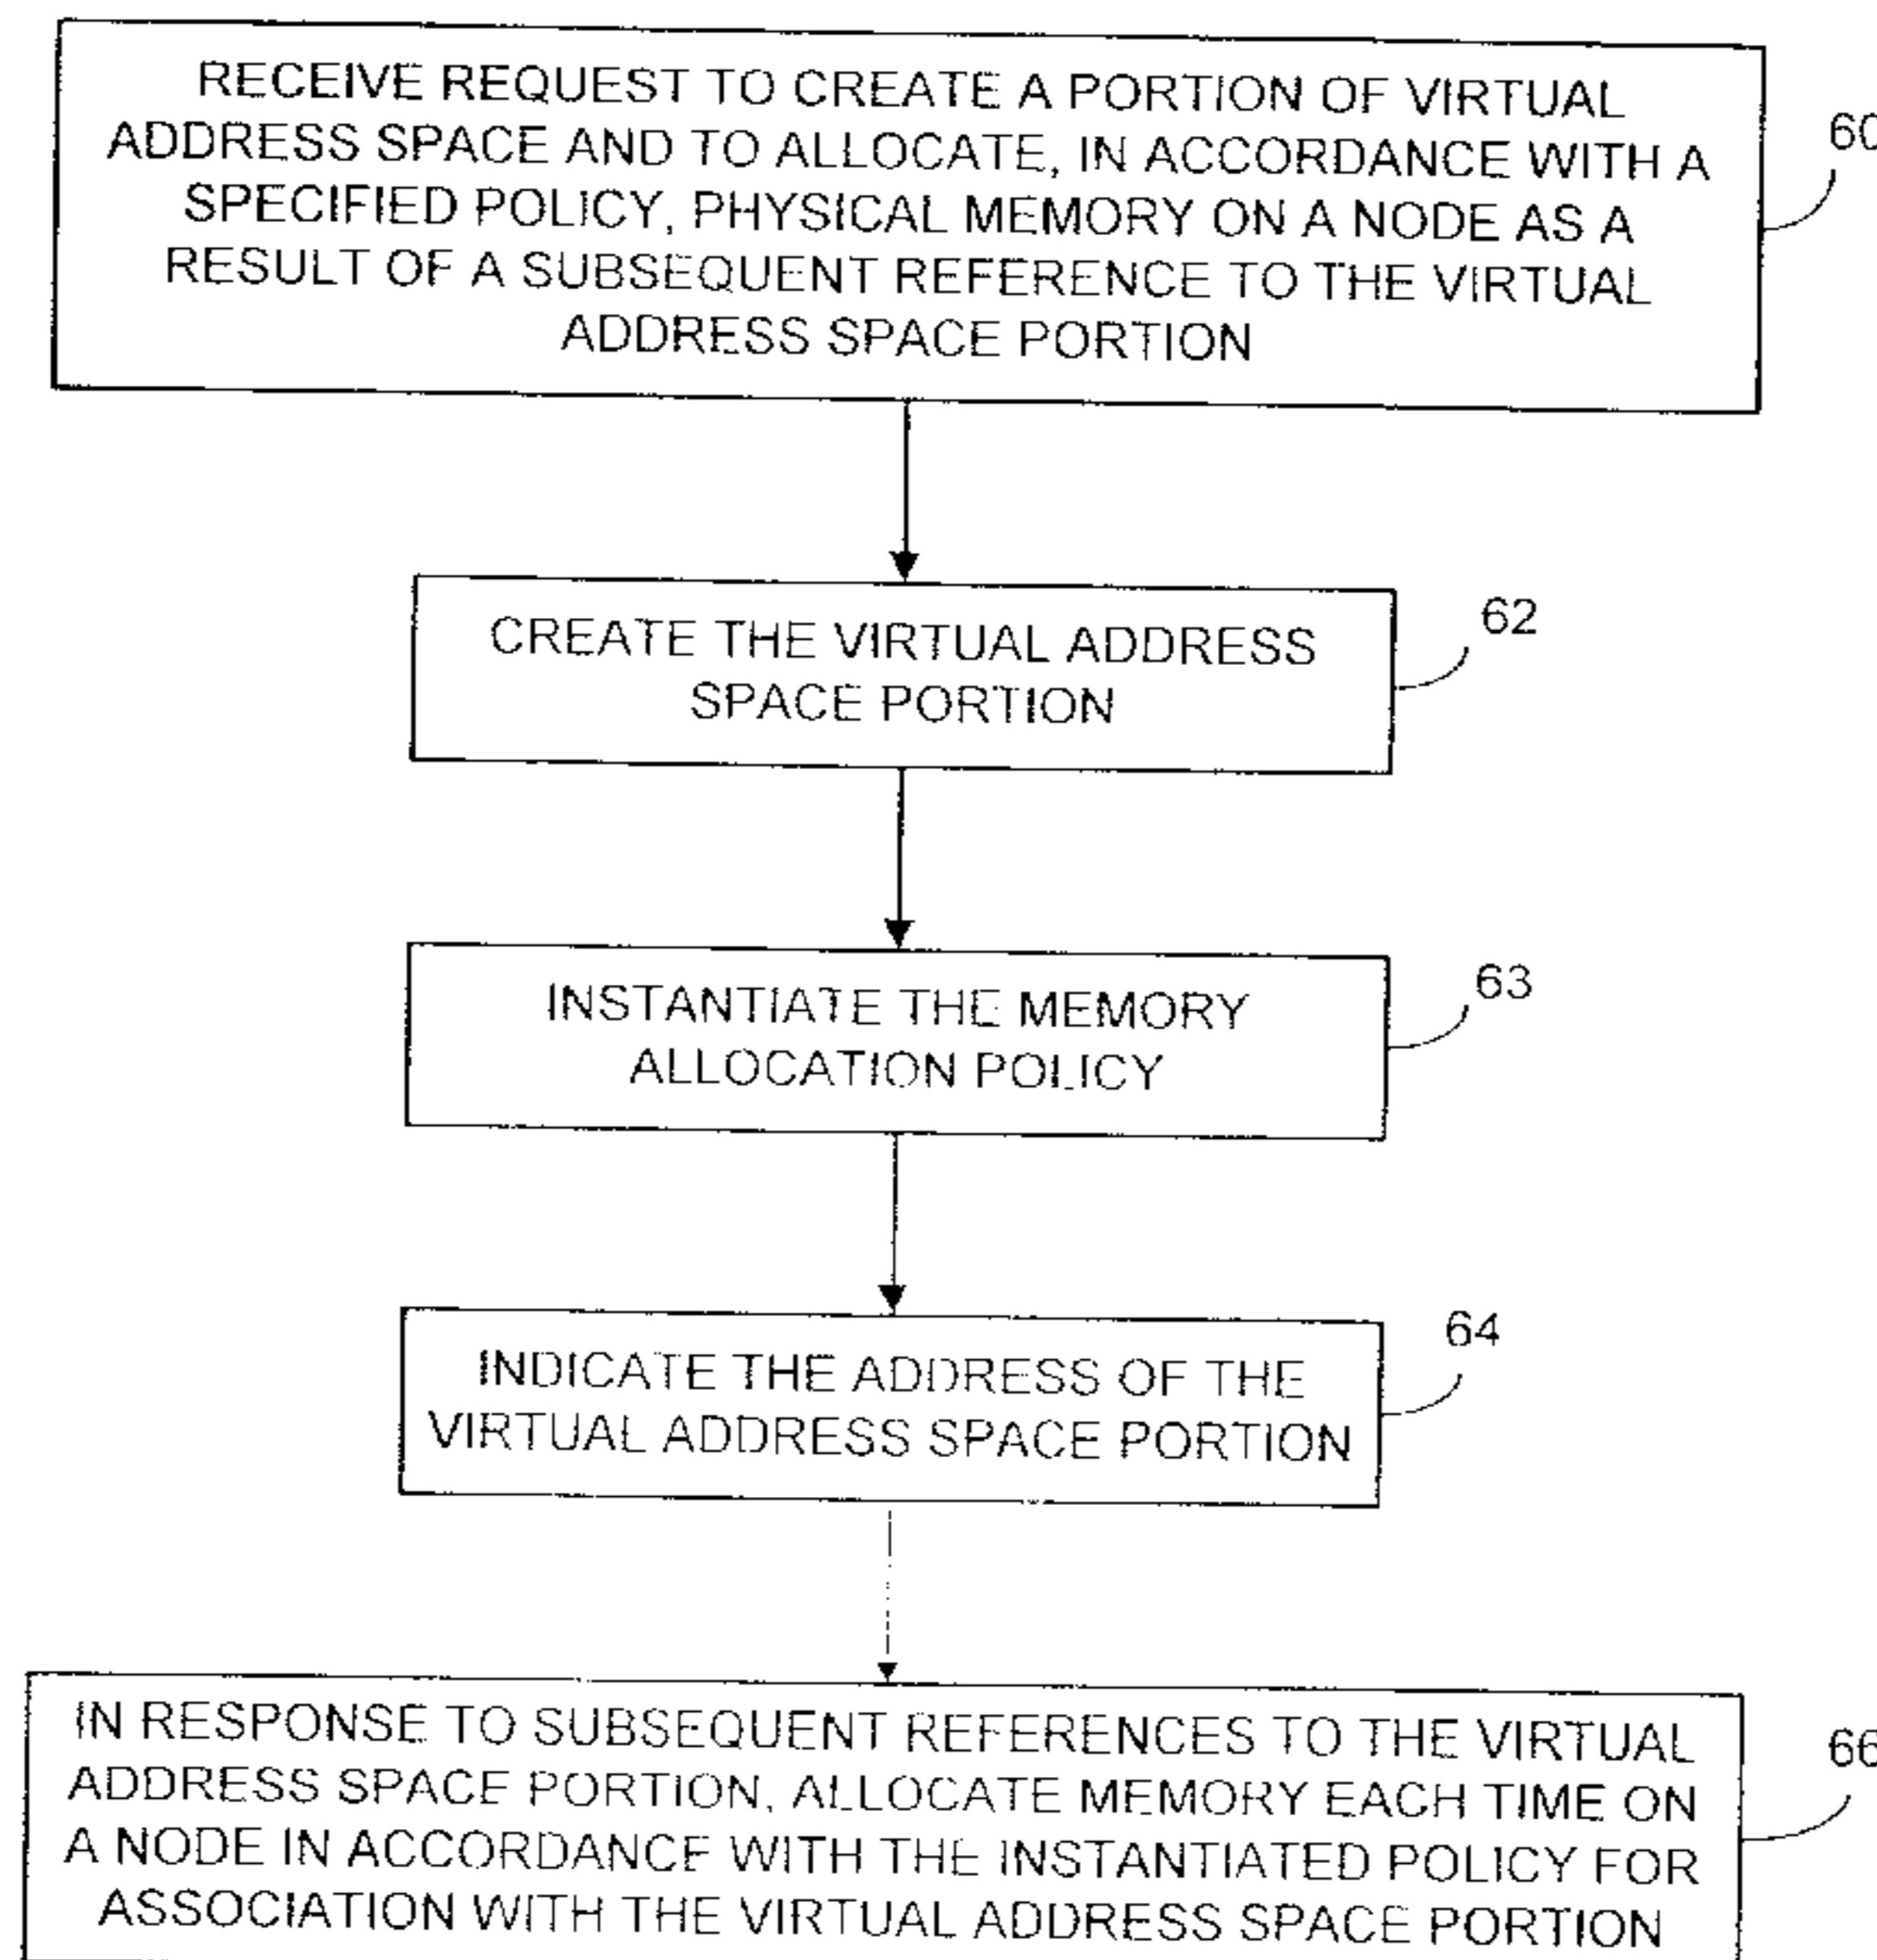 RECEIVE REQUEST TO CREATE A PORTION OF VIRTUAL
ADDRESS SPACE AND TO ALLOCATE, IN ACCORDANCE WITH A
SPECIFIED POLICY, PHYSICAL MEMORY ON A NODE AS A
RESULT OF A SUBSEQUENT REFERENCE TO THE VIRTUAL
ADDRESS SPACE PORTION
60
CREATE THE VIRTUAL ADDRESS
SPACE PORTION
62
INSTANTIATE THE MEMORY
ALLOCATION POLICY
63
INDICATE THE ADDRESS OF THE
VIRTUAL ADDRESS SPACE PORTION
64
IN RESPONSE TO SUBSEQUENT REFERENCES TO THE VIRTUAL
ADDRESS SPACE PORTION, ALLOCATE MEMORY EACH TIME ON
A NODE IN ACCORDANCE WITH THE INSTANTIATED POLICY FOR
ASSOCIATION WITH THE VIRTUAL ADDRESS SPACE PORTION
66